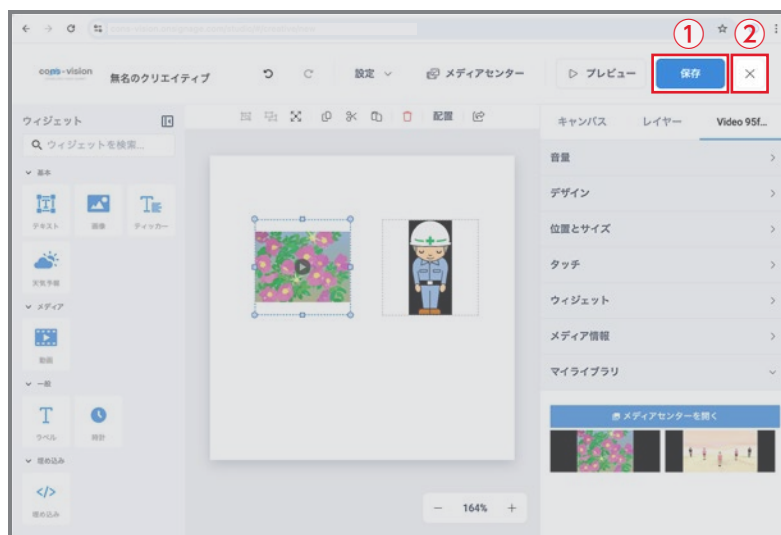 ① ②
com's-vision
無名のクリエイティブ
設定
メディアセンター
プレビュー
保存
ウィジェット
配置
キャンバス
レイヤー
Video 95f...
ウィジェットを検索...
基本
テキスト
画像
ティッカー
天気予報
メディア
動画
一般
ラベル
時計
埋め込み
</>
埋め込み
音量
デザイン
位置とサイズ
タッチ
ウィジェット
メディア情報
マイライブラリ
メディアセンターを開く
164%